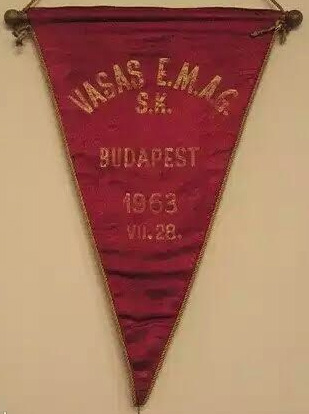 VASAS E.M.A.G.
S.K.
BUDAPEST
1963
VII.28.